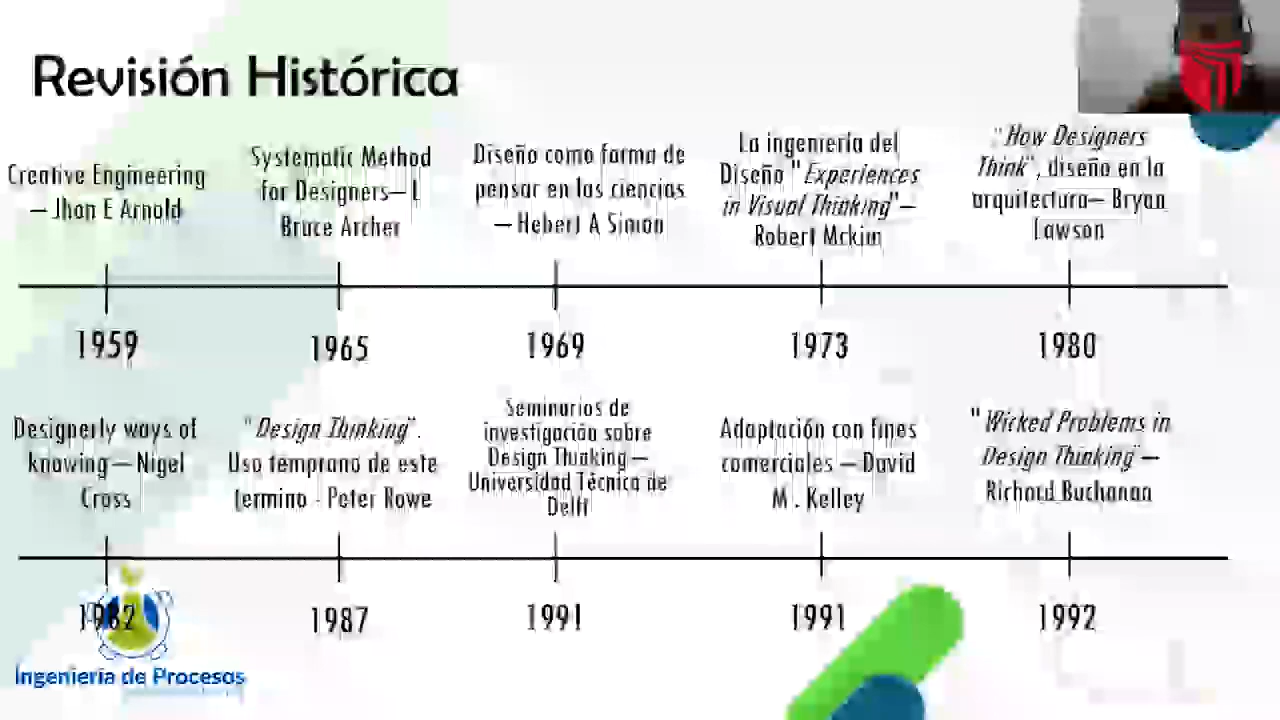 Revisión Histórica
Creative Engineering
– Jhon E Arnold
Systematic Method
for Designers– L
Bruce Archer
Diseño como forma de
pensar en las ciencias
– Hebert A Simon
La ingeniería del
Diseño "Experiences
in Visual Thinking"–
Robert Mckim
"How Designers
Think", diseño en la
arquitectura– Bryan
Lawson
1959
1965
1969
1973
1980
Designerly ways of
knowing– Nigel
Cross
"Design Thinking".
Uso temprano de este
termino - Peter Rowe
Seminarios de
investigación sobre
Design Thinking –
Universidad Técnica de
Delft
Adaptación con fines
comerciales – David
M. Kelley
"Wicked Problems in
Design Thinking –
Richard Buchanan
1982
1987
1991
1991
1992
Ingeniería de Procesos